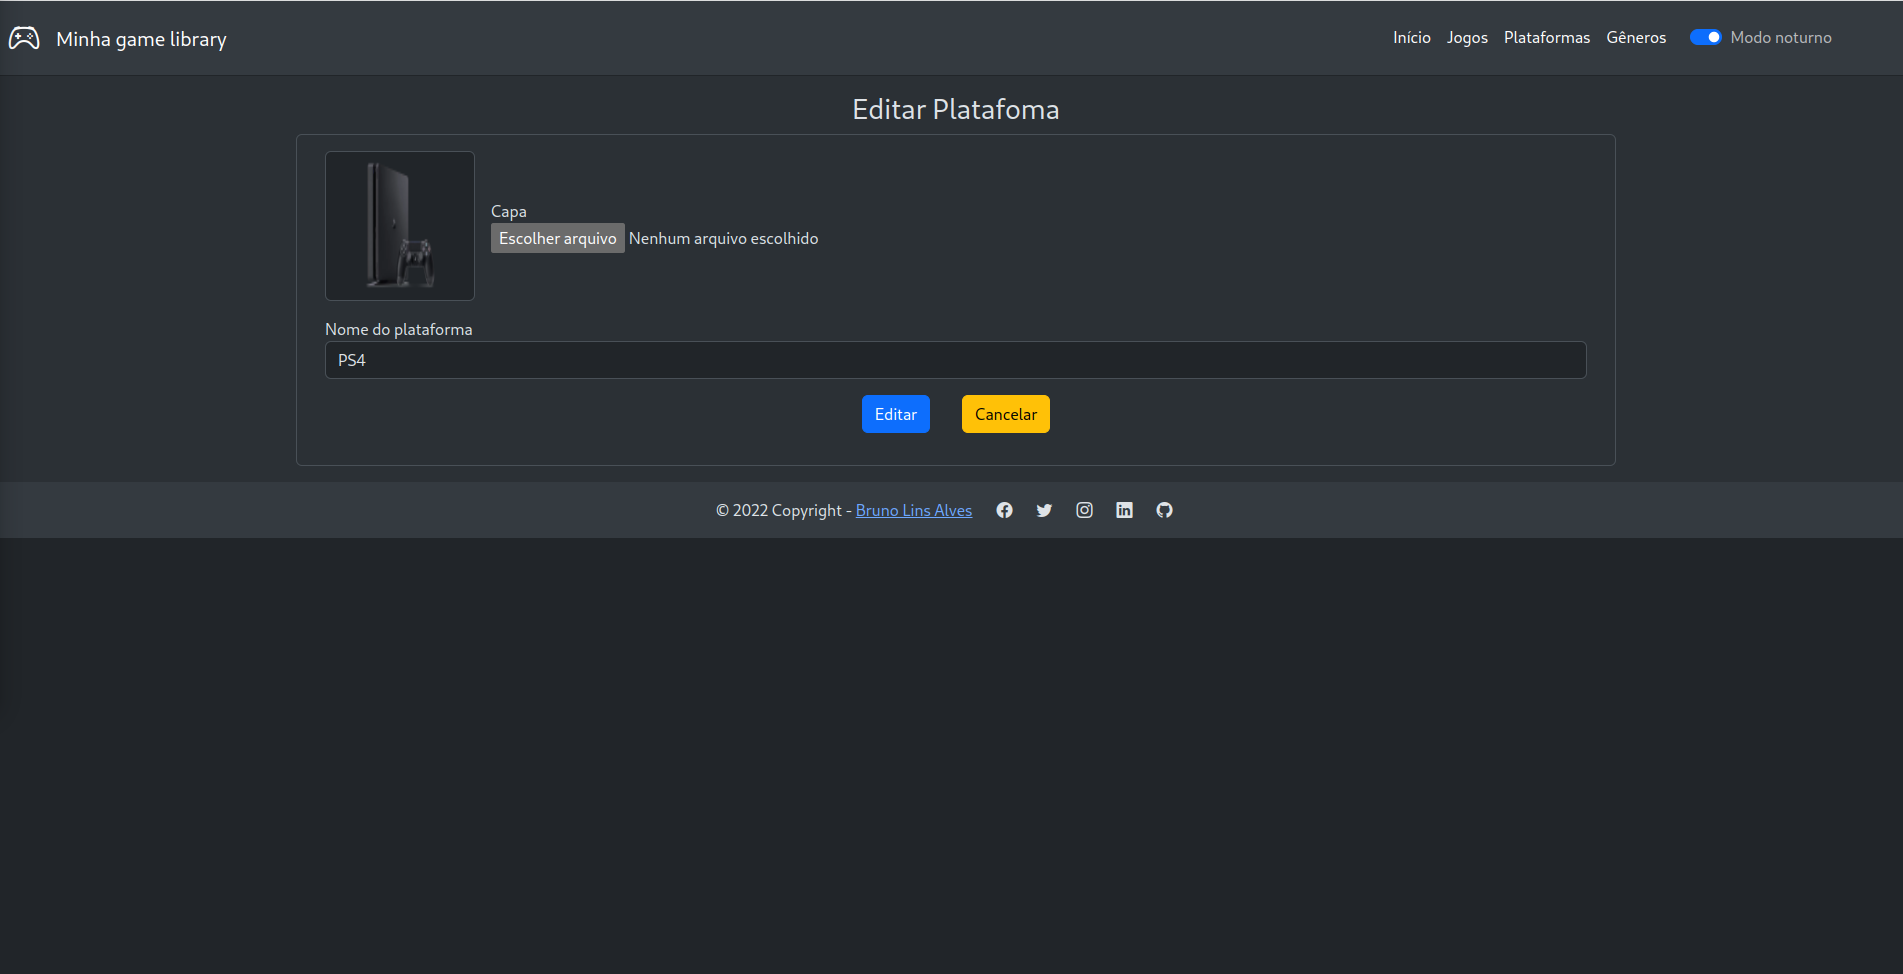 Minha game library
Início Jogos Plataformas Gêneros Modo noturno
Editar Platafoma
Capa
Escolher arquivo Nenhum arquivo escolhido
Nome do plataforma
PS4
Editar Cancelar
© 2022 Copyright - Bruno Lins Alves